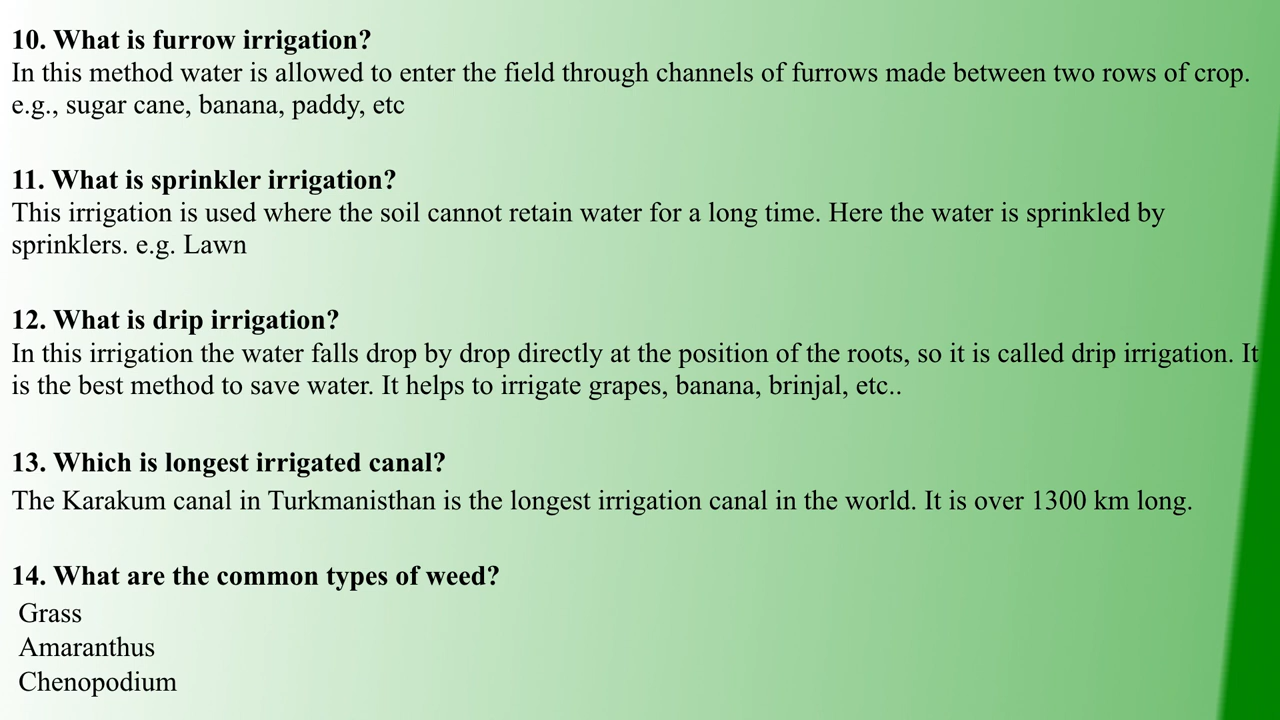 10. What is furrow irrigation?
In this method water is allowed to enter the field through channels of furrows made between two rows of crop.
e.g., sugar cane, banana, paddy, etc
11. What is sprinkler irrigation?
This irrigation is used where the soil cannot retain water for a long time. Here the water is sprinkled by
sprinklers. e.g. Lawn
12. What is drip irrigation?
In this irrigation the water falls drop by drop directly at the position of the roots, so it is called drip irrigation. It
is the best method to save water. It helps to irrigate grapes, banana, brinjal, etc..
13. Which is longest irrigated canal?
The Karakum canal in Turkmanisthan is the longest irrigation canal in the world. It is over 1300 km long.
14. What are the common types of weed?
Grass
Amaranthus
Chenopodium